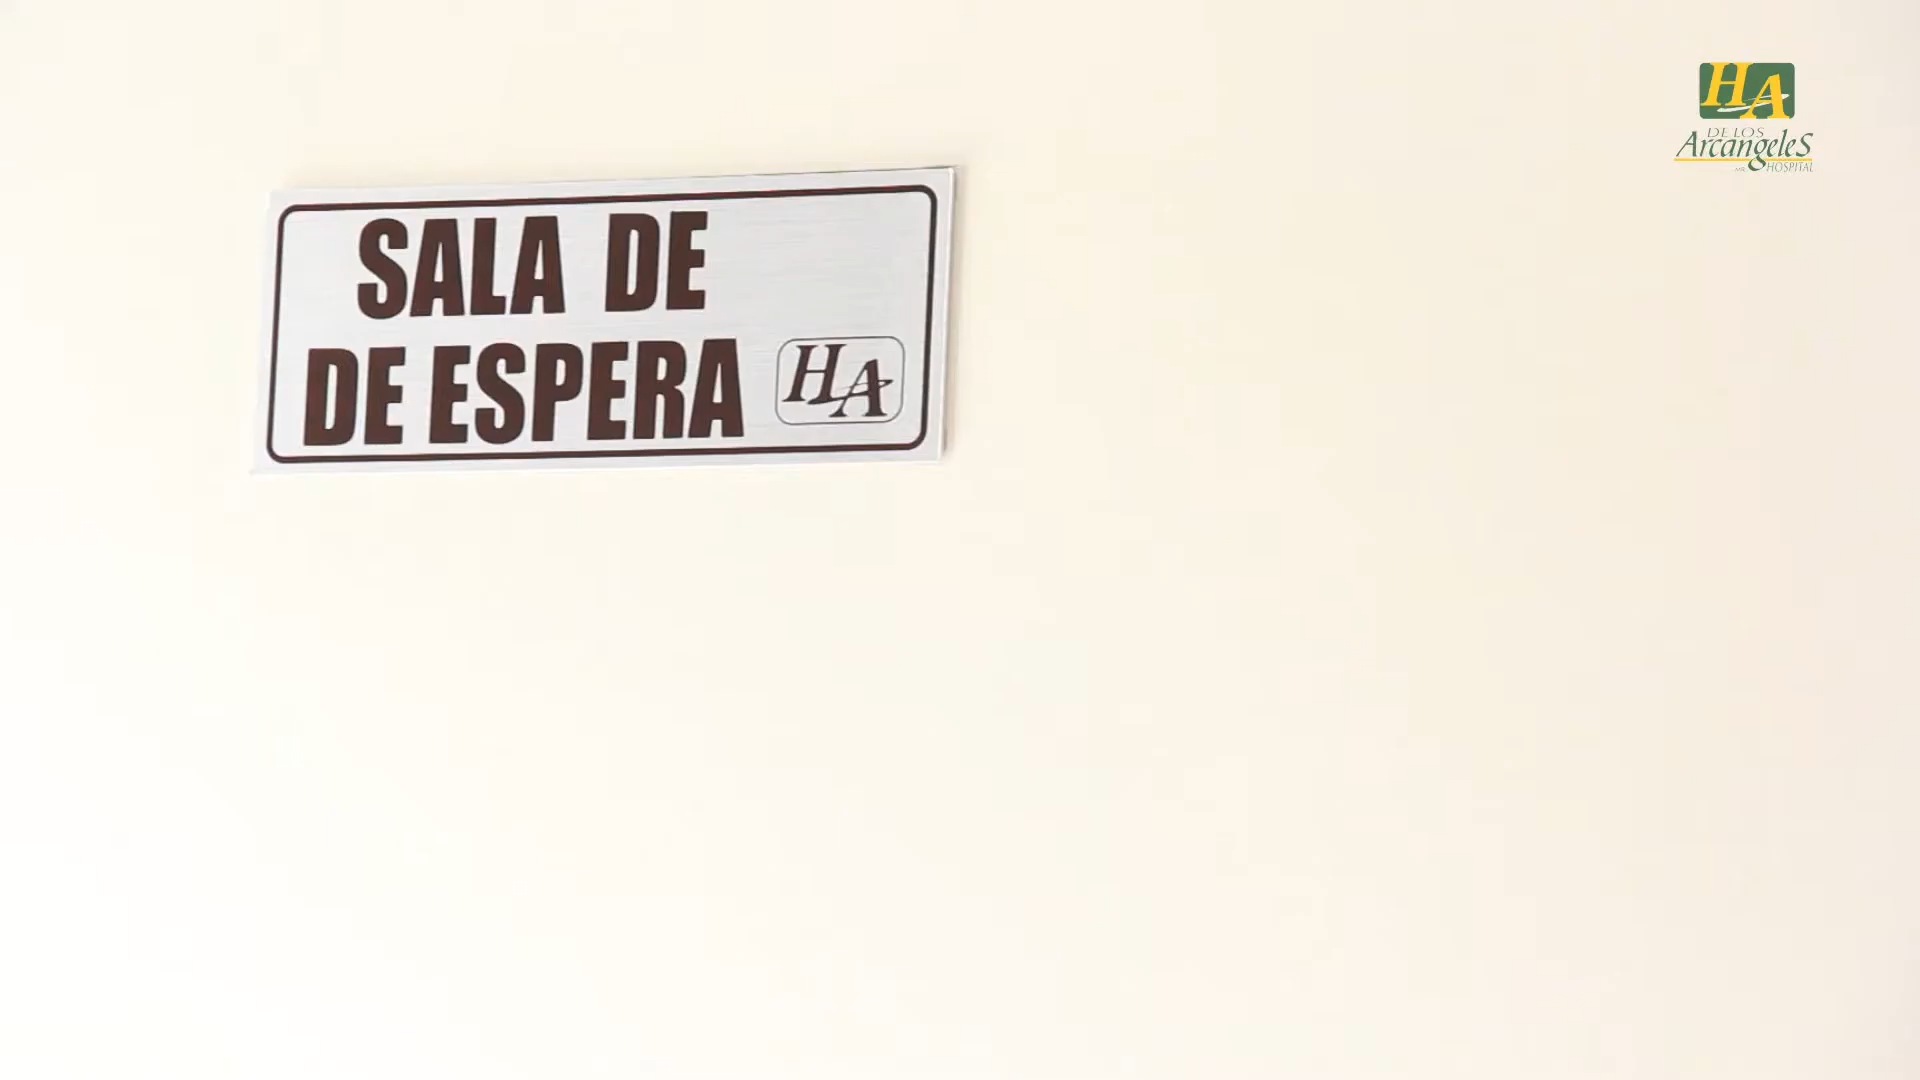 SALA DE
DE ESPERA
HA
HA
DE LOS
ArcangeleS
HOSPITAL